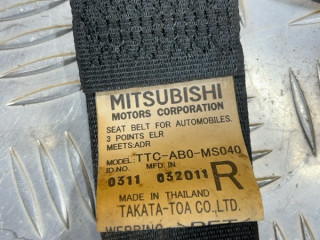 MITSUBISHI
MOTORS CORPORATION
SEAT BELT FOR AUTOMOBILES.
3 POINTS ELR
MEETS:ADR
MODEL TTC-AB0-MS040
ID.NO. MFD.IN
0311 032011 R
MADE IN THAILAND
TAKATA-TOA CO.LTD.
WEBBING